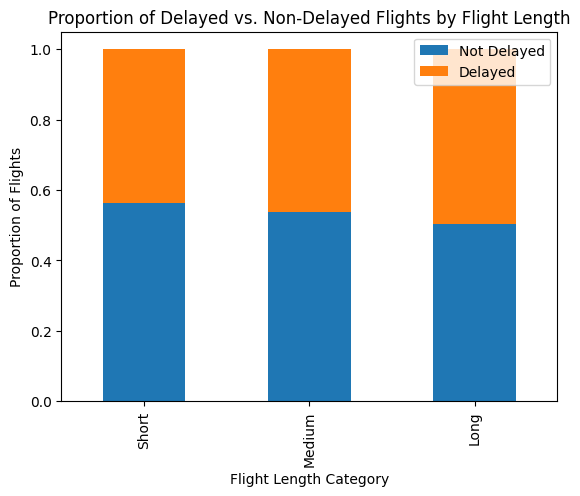 Proportion of Delayed vs. Non-Delayed Flights by Flight Length
Not Delayed
Delayed
Proportion of Flights
1.0
0.8
0.6
0.4
0.2
0.0
Short
Medium
Long
Flight Length Category